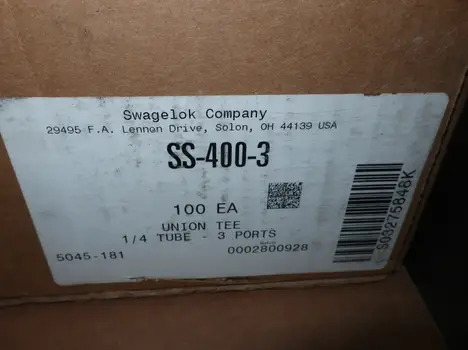 Swagelok Company
29495 F.A. Lennon Drive, Solon, OH 44139 USA
SS-400-3
100 EA
UNION TEE
1/4 TUBE - 3 PORTS
5045-181
0002800928
S00275848K